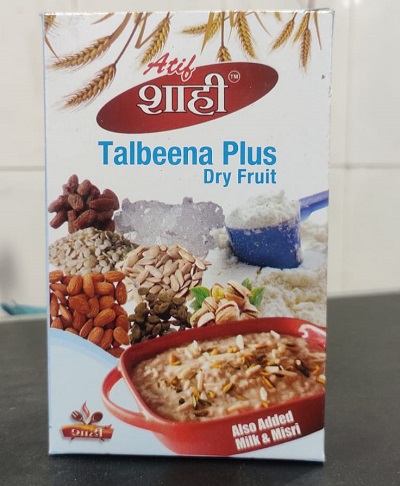 Atif
शाही TM
Talbeena Plus
Dry Fruit
Also Added
Milk & Misri
शाही